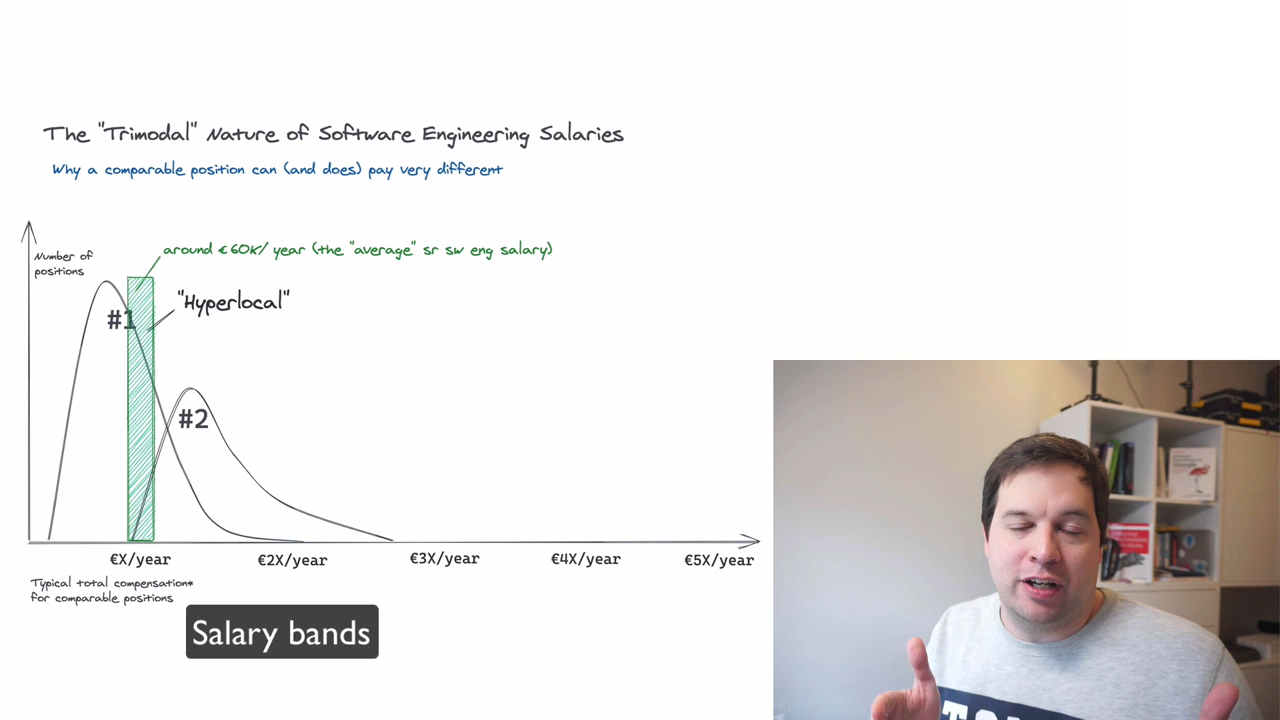 The "Trimodal" Nature of Software Engineering Salaries
Why a comparable position can (and does) pay very different
around €60K/ year (the "average" sr sw eng salary)
Number of
positions
"Hyperlocal"
#1
#2
€X/year
€2X/year
€3X/year
€4X/year
€5X/year
Typical total compensation*
for comparable positions
Salary bands